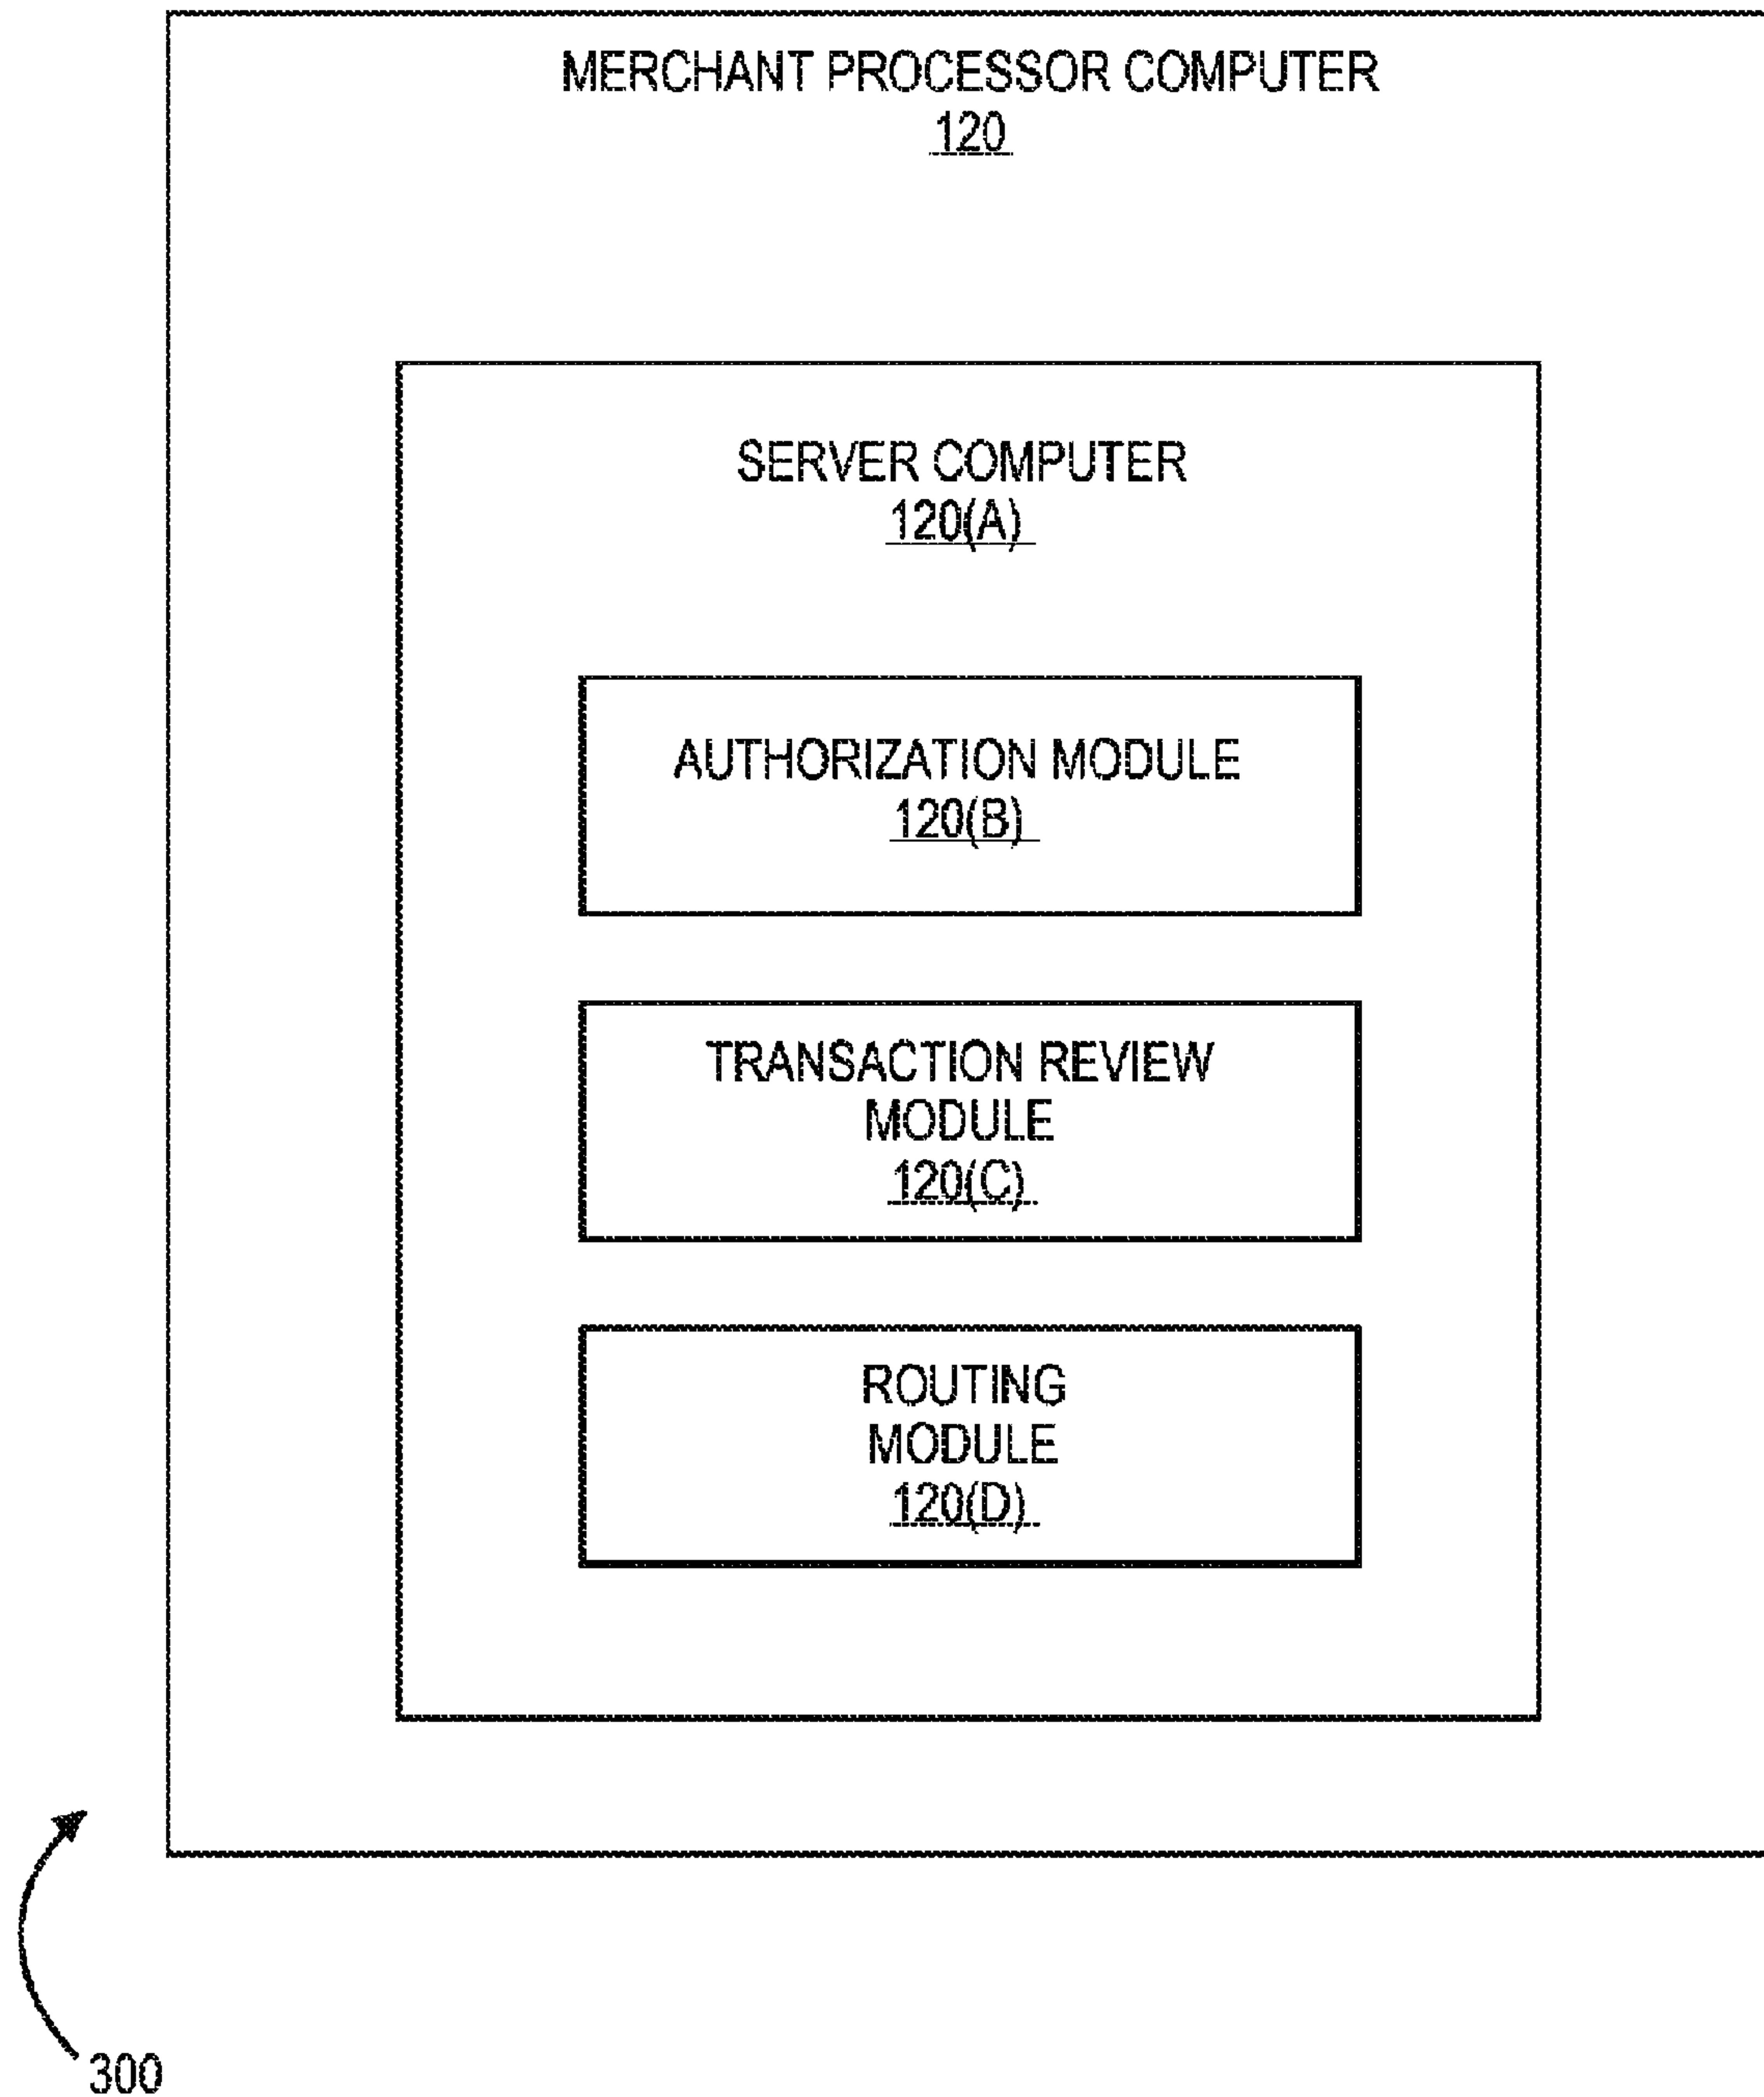 MERCHANT PROCESSOR COMPUTER
120
SERVER COMPUTER
120(A)
AUTHORIZATION MODULE
120(B)
TRANSACTION REVIEW
MODULE
120(C)
ROUTING
MODULE
120(D)
300